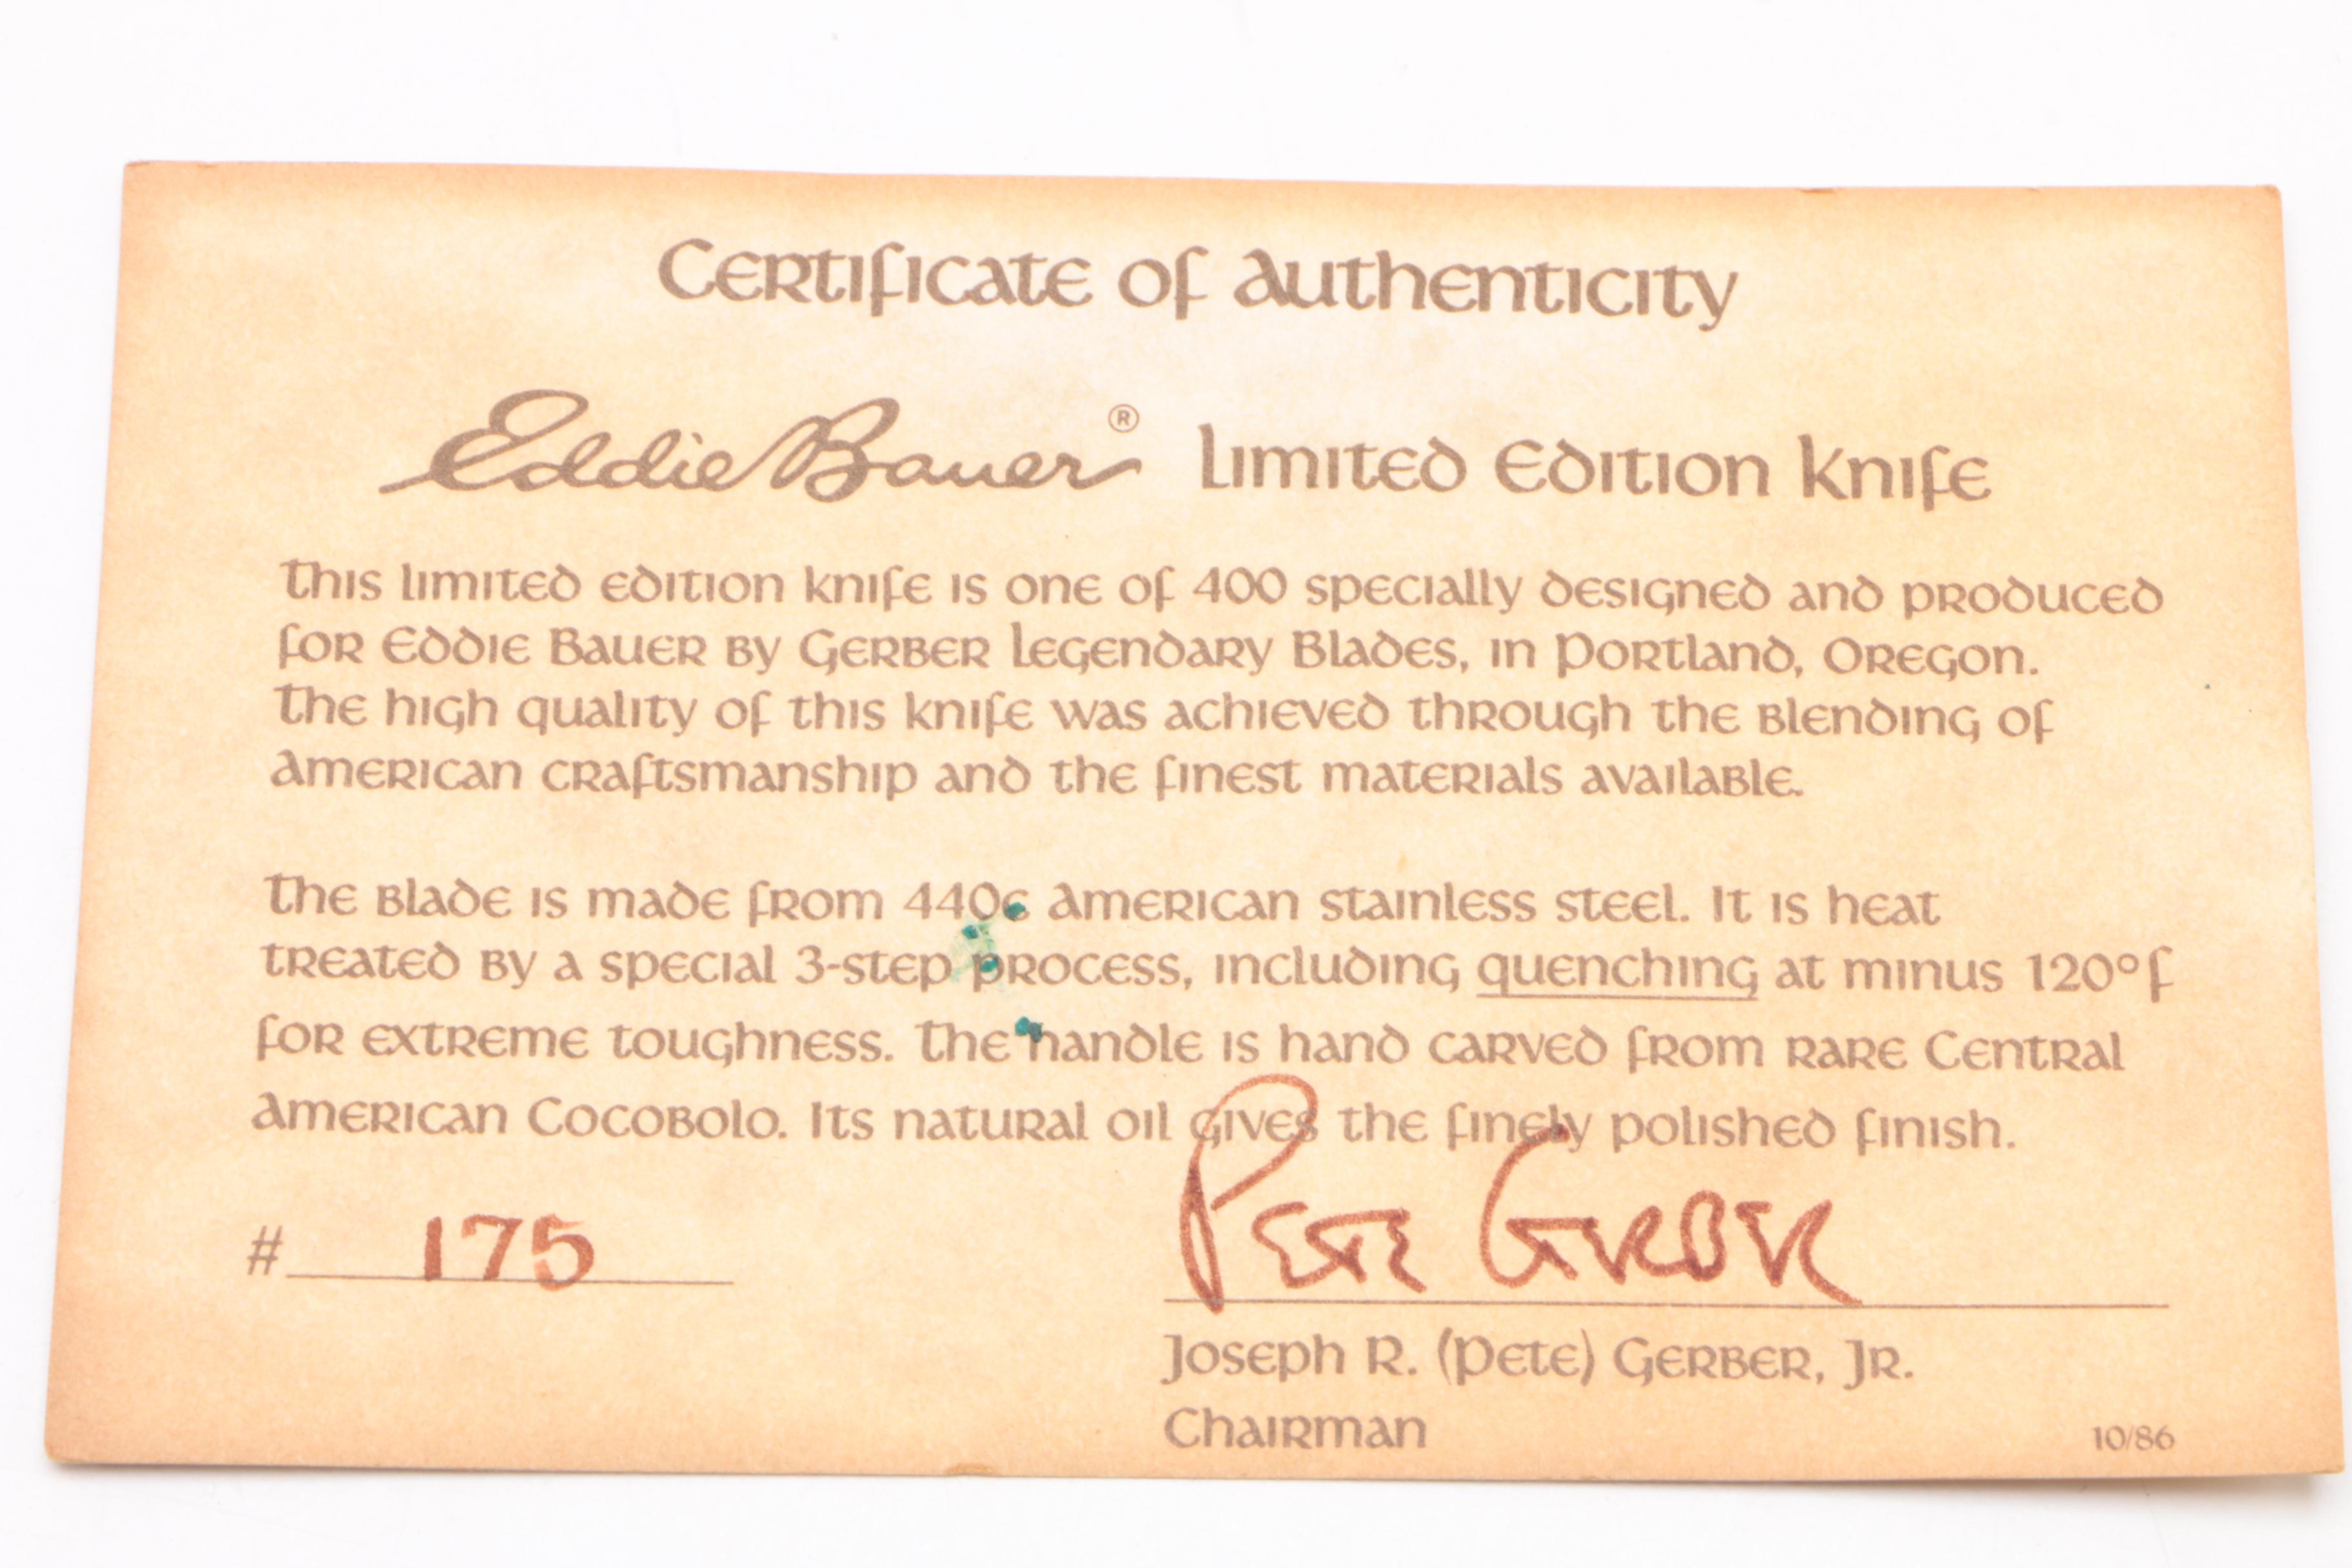 Certificate of Authenticity
Eddie Bauer® Limited Edition Knife
This limited edition knife is one of 400 specially designed and produced
for Eddie Bauer by Gerber Legendary Blades, in Portland, Oregon.
The high quality of this knife was achieved through the blending of
American craftsmanship and the finest materials available.
The blade is made from 440c American stainless steel. It is heat
treated by a special 3-step process, including quenching at minus 120°f
for extreme toughness. The handle is hand carved from rare Central
American Cocobolo. Its natural oil gives the finely polished finish.
# 175
Pete Gerber
Joseph R. (Pete) Gerber, Jr.
Chairman
10/86